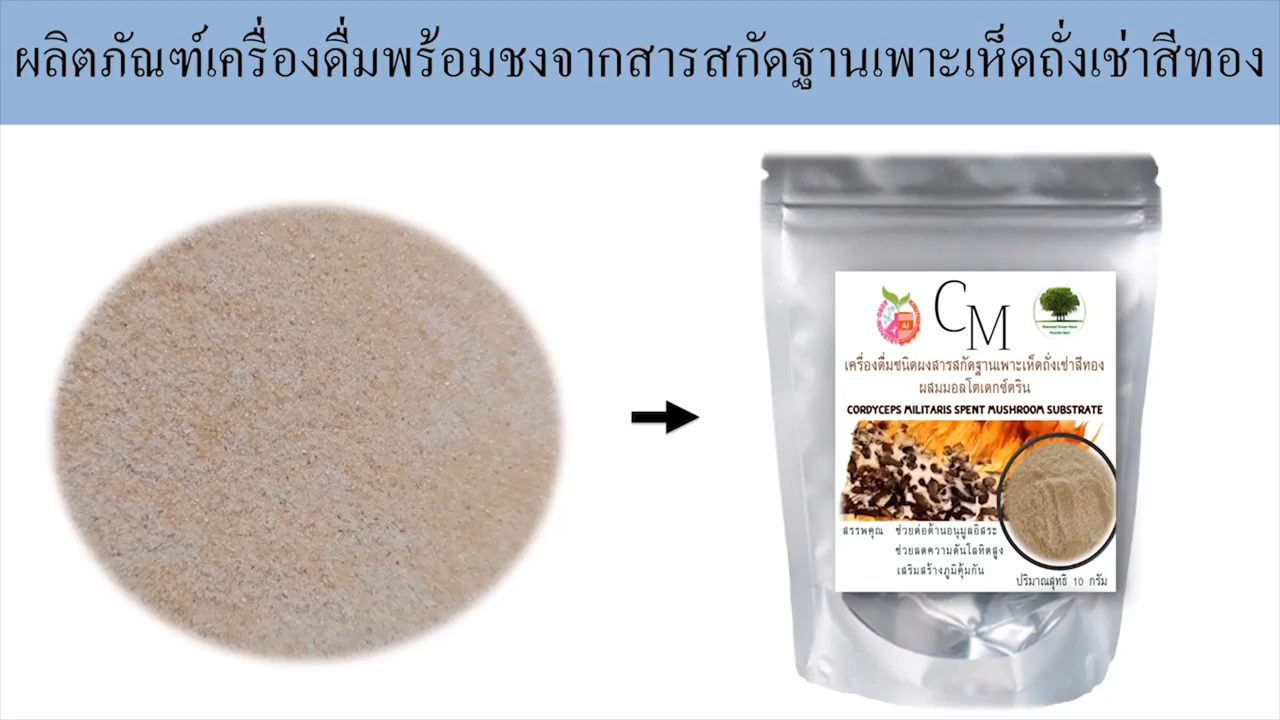 ผลิตภัณฑ์เครื่องดื่มพร้อมชงจากสารสกัดฐานเพาะเห็ดถั่งเช่าสีทอง
CM
เครื่องดื่มชนิดผงสารสกัดฐานเพาะเห็ดถั่งเช่าสีทอง
ผสมมอลโตเดกซ์ตริน
CORDYCEPS MILITARIS SPENT MUSHROOM SUBSTRATE
สรรพคุณ ช่วยต่อต้านอนุมูลอิสระ
ช่วยลดความดันโลหิตสูง
เสริมสร้างภูมิคุ้มกัน
ปริมาณสุทธิ 10 กรัม